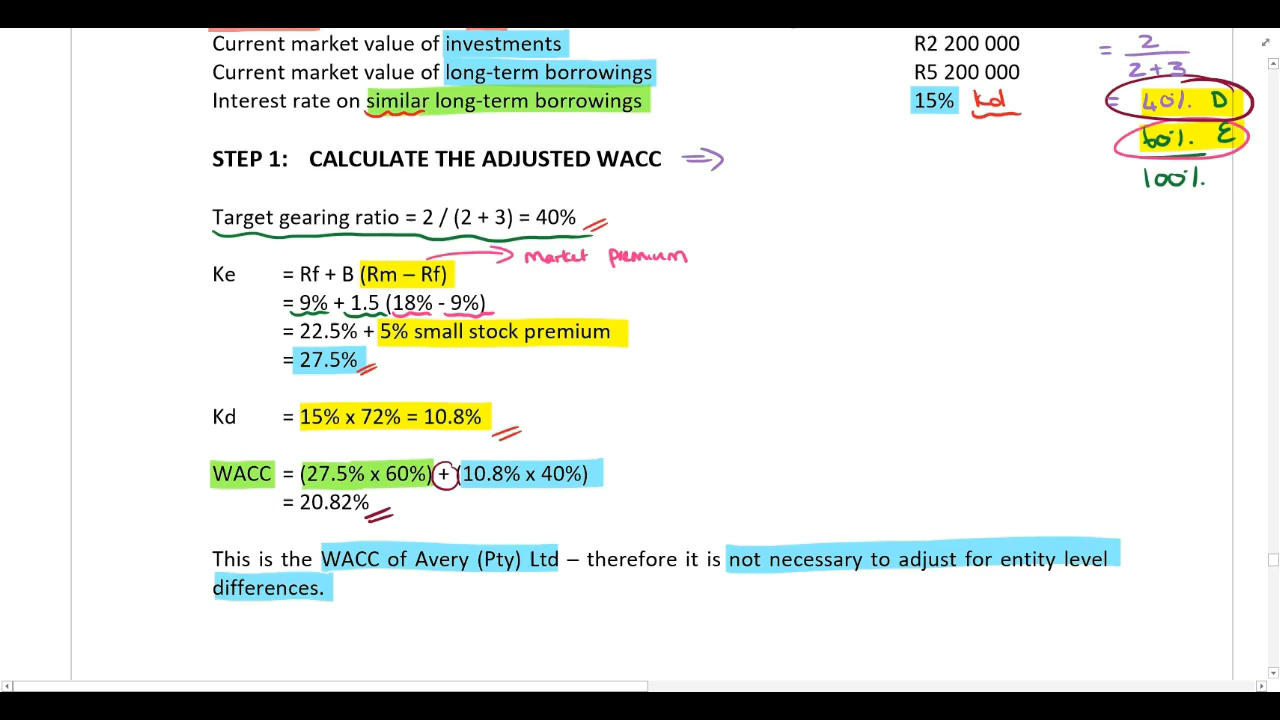 Current market value of investments R2 200 000
Current market value of long-term borrowings R5 200 000
Interest rate on similar long-term borrowings 15% kd
= 2
2 + 3
= 40%. D
60%. E
100%.
STEP 1: CALCULATE THE ADJUSTED WACC ⇒
Target gearing ratio = 2 / (2 + 3) = 40%
market premium
Ke = Rf + B (Rm – Rf)
= 9% + 1.5 (18% - 9%)
= 22.5% + 5% small stock premium
= 27.5%
Kd = 15% x 72% = 10.8%
WACC = (27.5% x 60%) + (10.8% x 40%)
= 20.82%
This is the WACC of Avery (Pty) Ltd – therefore it is not necessary to adjust for entity level
differences.